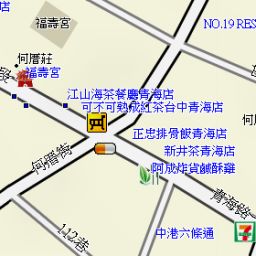 NO.19 RES
福壽宮
何厝莊
福壽宮
江山海茶餐廳青海店
可不可熟成紅茶台中青海店
正忠排骨飯青海店
何厝街
新井茶青海店
阿成炸貨鹹酥雞
青海路
112巷
中港六條通